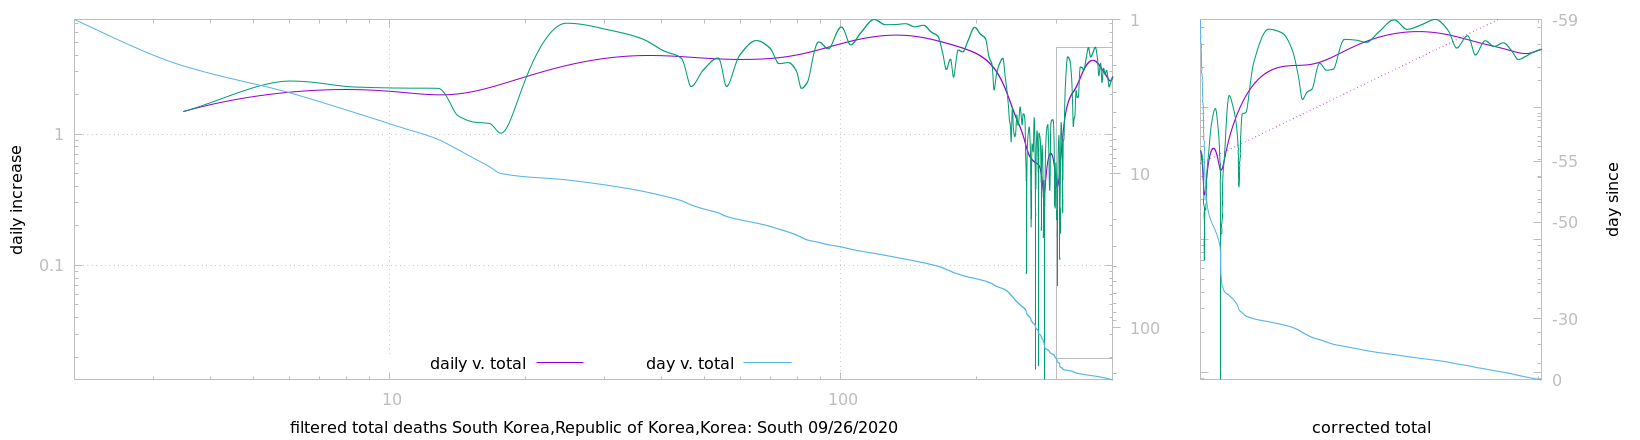 1
-59
1
daily increase
-55
10
day since
-50
0.1
-30
100
daily v. total
day v. total
0
10
100
filtered total deaths South Korea,Republic of Korea,Korea: South 09/26/2020
corrected total